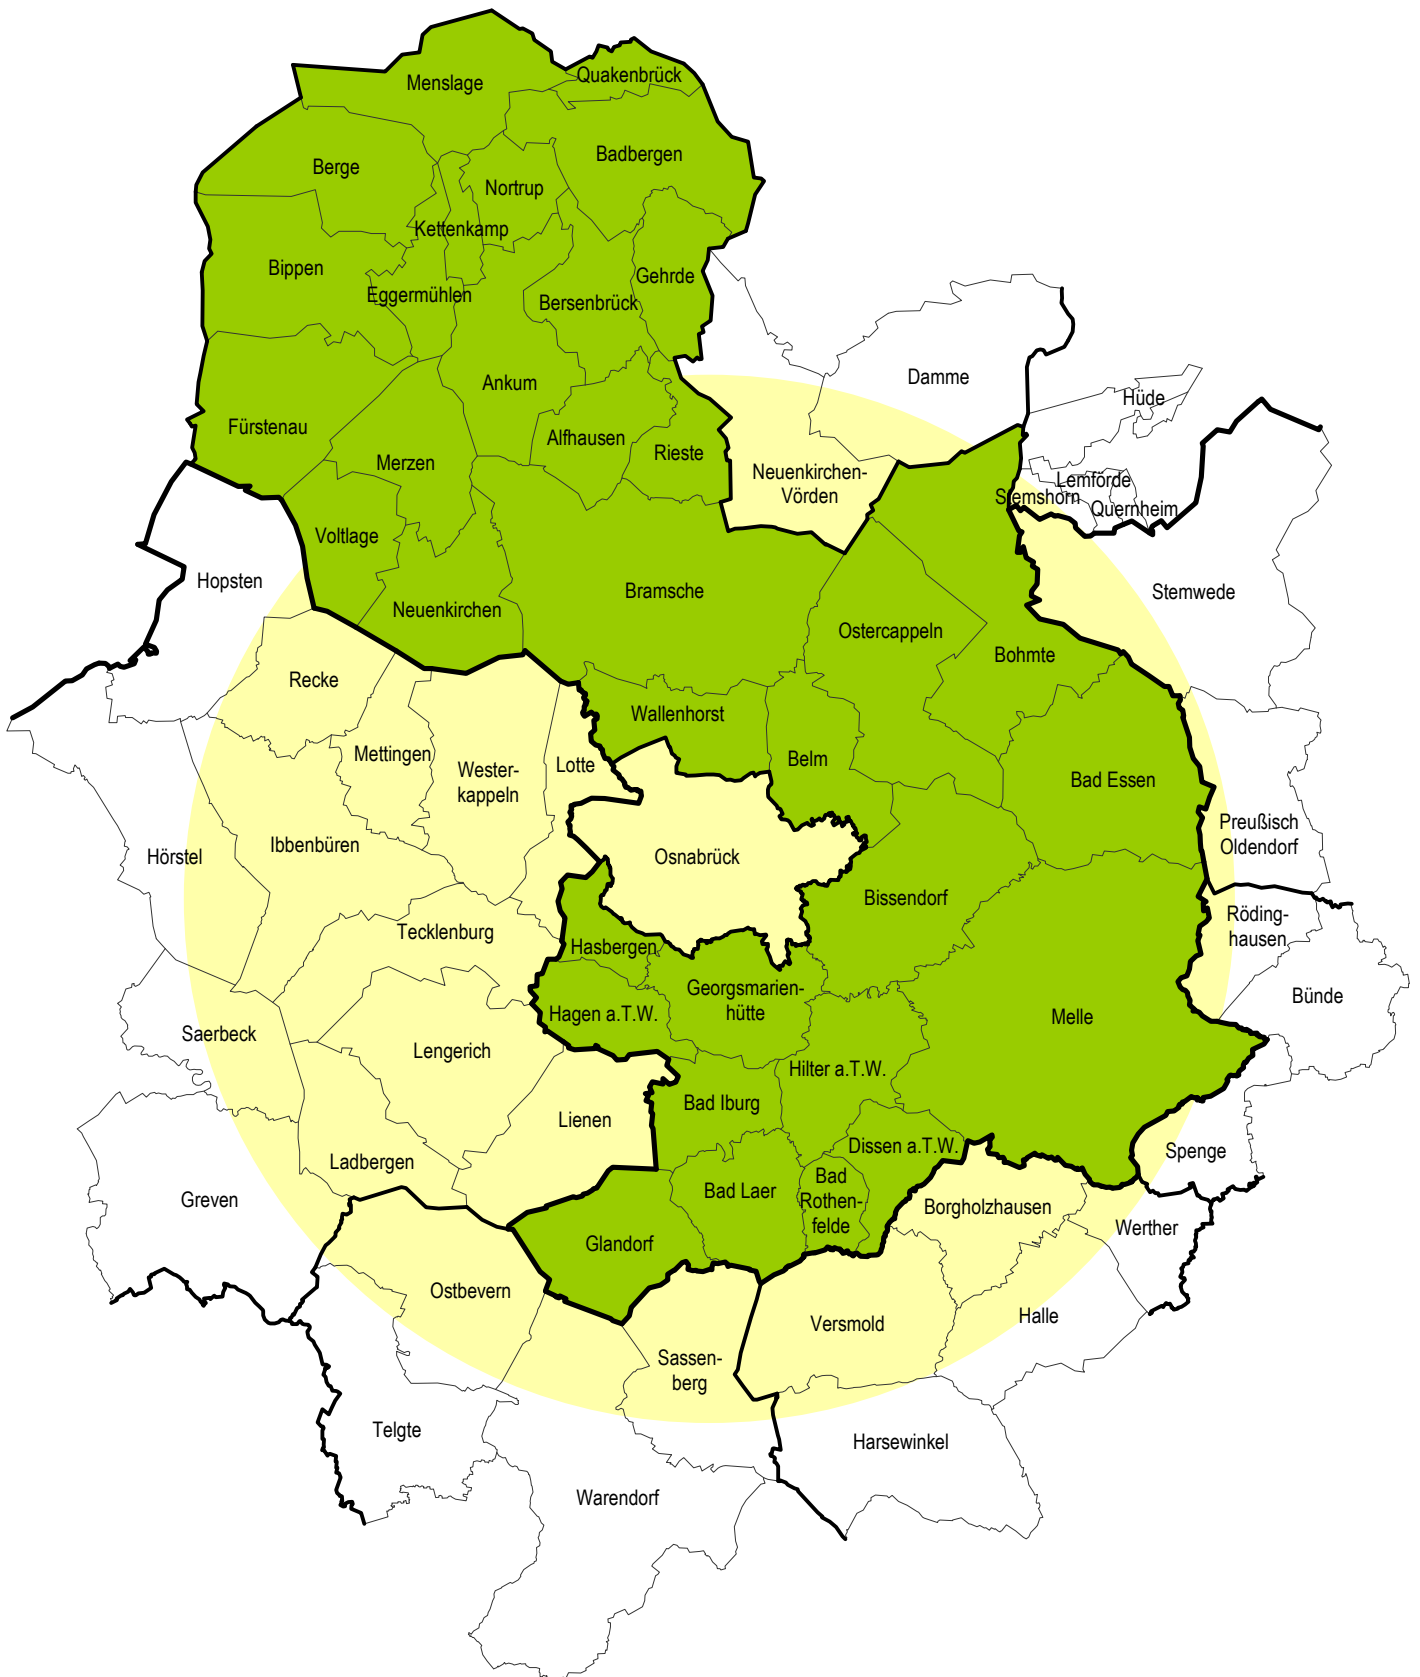 Menslage
Quakenbrück
Berge
Badbergen
Nortrup
Kettenkamp
Bippen
Gehrde
Eggermühlen
Bersenbrück
Damme
Ankum
Hüde
Fürstenau
Alfhausen
Merzen
Rieste
Neuenkirchen-
Vörden
Lemförde
Stemshorn
Quernheim
Voltlage
Hopsten
Bramsche
Stemwede
Neuenkirchen
Ostercappeln
Bohmte
Recke
Wallenhorst
Mettingen
Wester-
kappeln
Lotte
Belm
Bad Essen
Preußisch
Oldendorf
Ibbenbüren
Hörstel
Osnabrück
Bissendorf
Röding-
hausen
Tecklenburg
Hasbergen
Georgsmarien-
hütte
Bünde
Hagen a.T.W.
Melle
Saerbeck
Lengerich
Hilter a.T.W.
Bad Iburg
Lienen
Dissen a.T.W.
Spenge
Ladbergen
Bad
Rothen-
felde
Bad Laer
Greven
Borgholzhausen
Werther
Glandorf
Ostbevern
Halle
Versmold
Sassen-
berg
Telgte
Harsewinkel
Warendorf